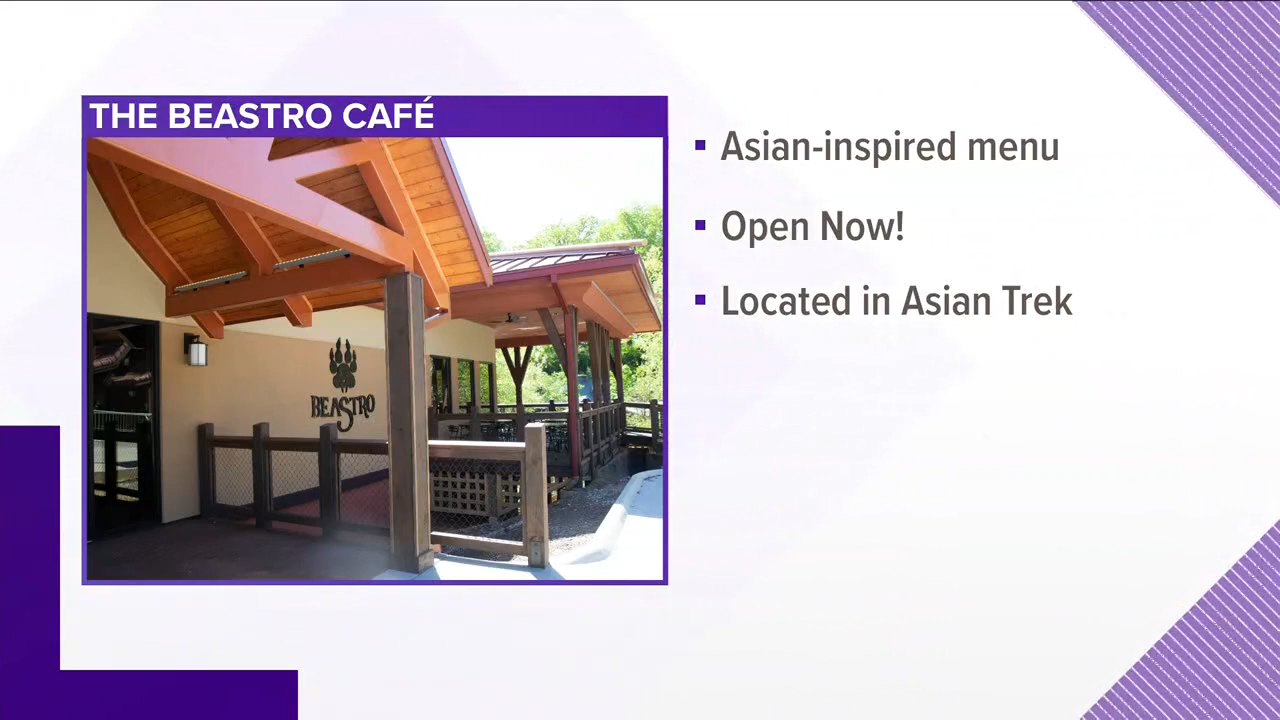 THE BEASTRO CAFÉ
Asian-inspired menu
Open Now!
Located in Asian Trek
BEASTRO